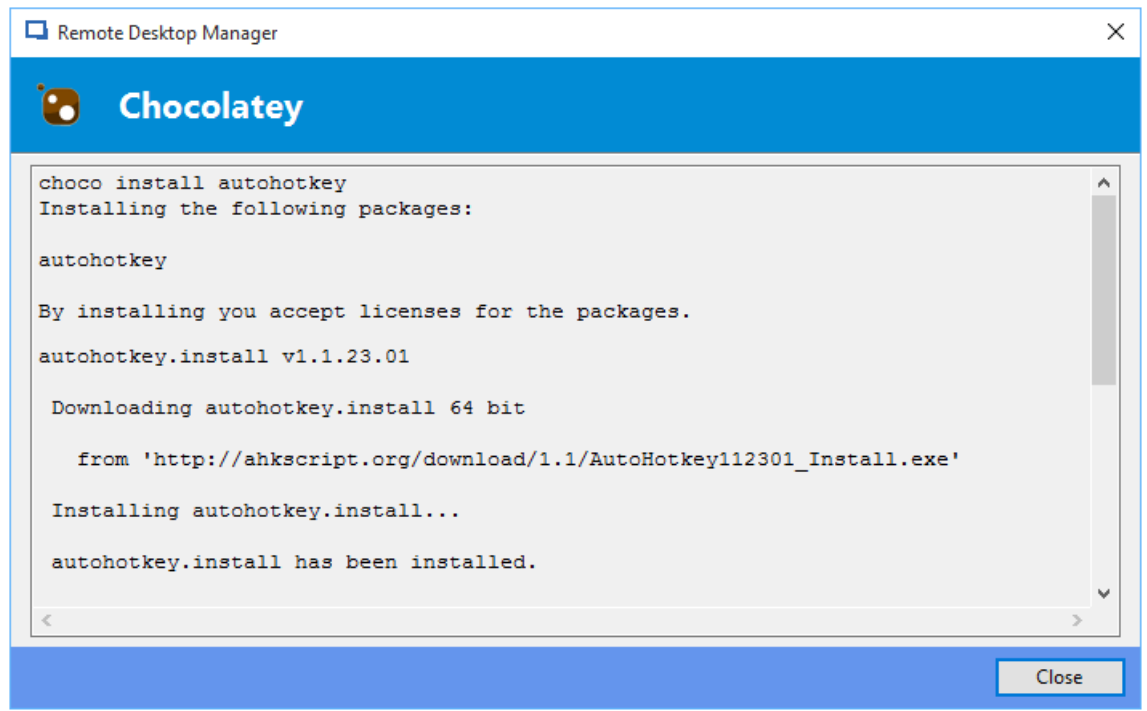 Remote Desktop Manager
Chocolatey
choco install autohotkey
Installing the following packages:
autohotkey
By installing you accept licenses for the packages.
autohotkey.install v1.1.23.01
Downloading autohotkey.install 64 bit
from 'http://ahkscript.org/download/1.1/AutoHotkey112301_Install.exe'
Installing autohotkey.install...
autohotkey.install has been installed.
Close